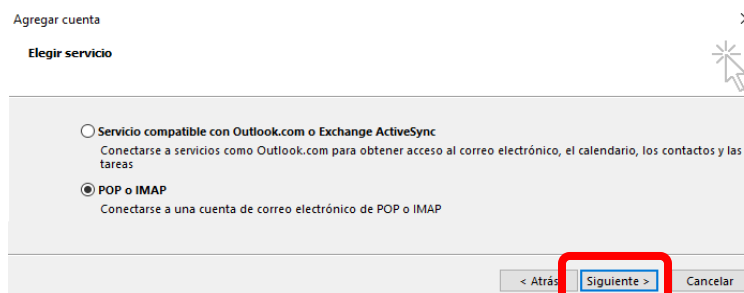 Agregar cuenta
Elegir servicio
Servicio compatible con Outlook.com o Exchange ActiveSync
Conectarse a servicios como Outlook.com para obtener acceso al correo electrónico, el calendario, los contactos y las
tareas
POP o IMAP
Conectarse a una cuenta de correo electrónico de POP o IMAP
< Atrás Siguiente > Cancelar